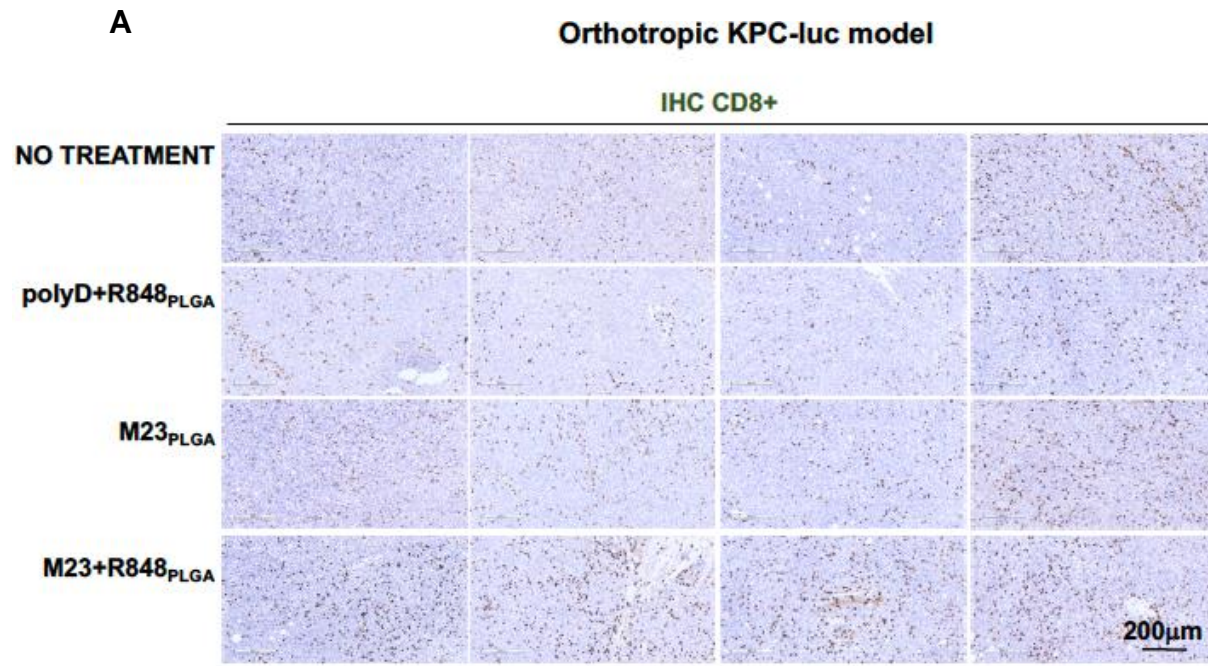 A
Orthotropic KPC-luc model
IHC CD8+
NO TREATMENT
polyD+R848PLGA
M23PLGA
M23+R848PLGA
200μm